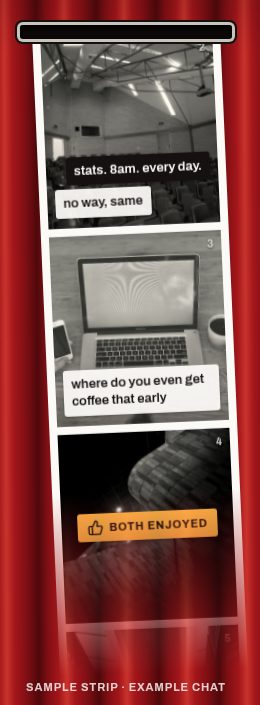 2
stats. 8am. every day.
no way, same
3
where do you even get
coffee that early
4
BOTH ENJOYED
5
SAMPLE STRIP · EXAMPLE CHAT